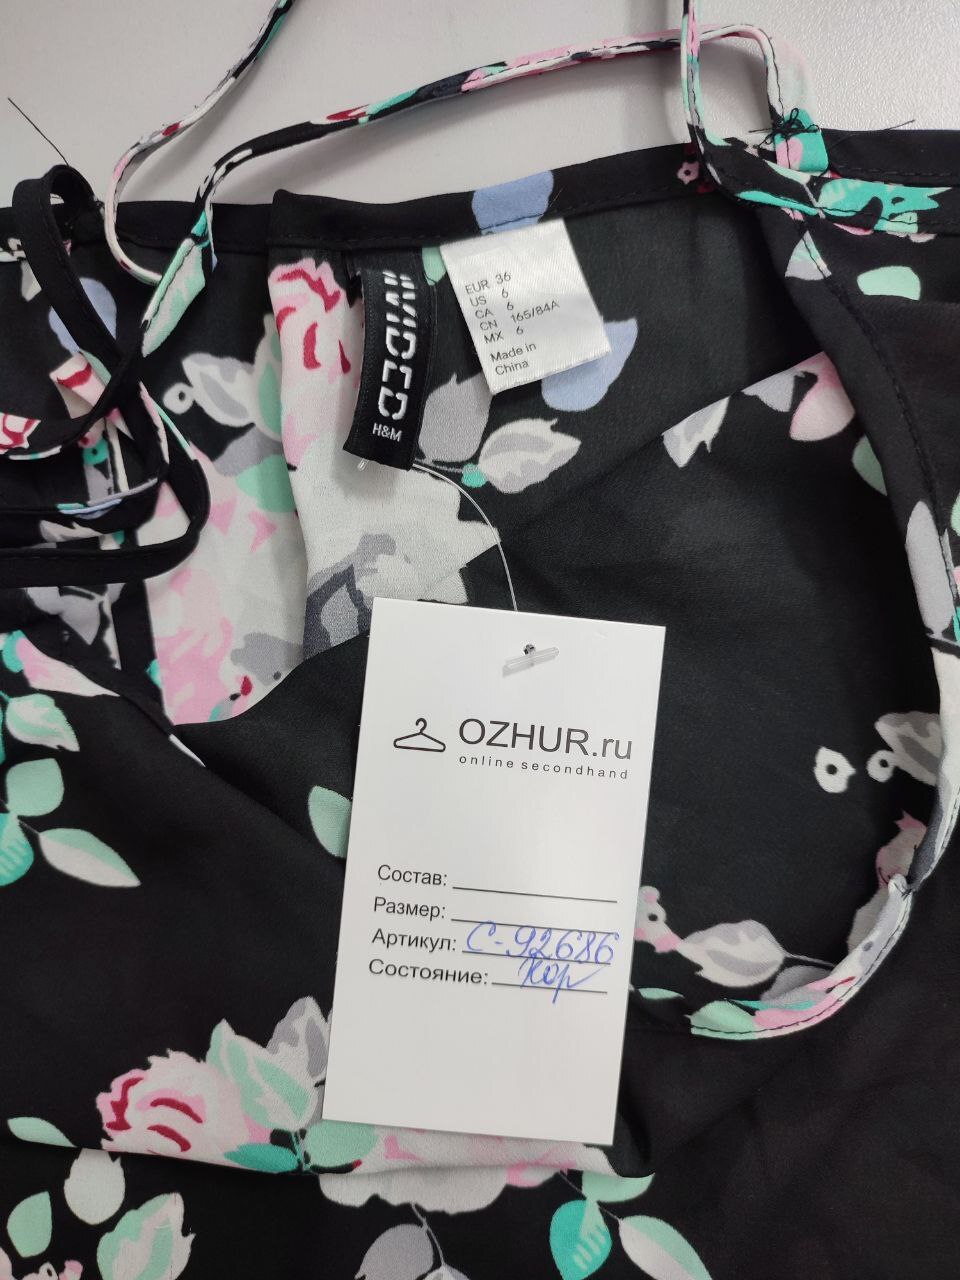 EUR 36
US 6
CA 6
CN 165/84A
MX 6
Made in
China
DIVIDED
H&M
OZHUR.ru
online secondhand
Состав:
Размер:
Артикул: С-92686
Состояние: хор